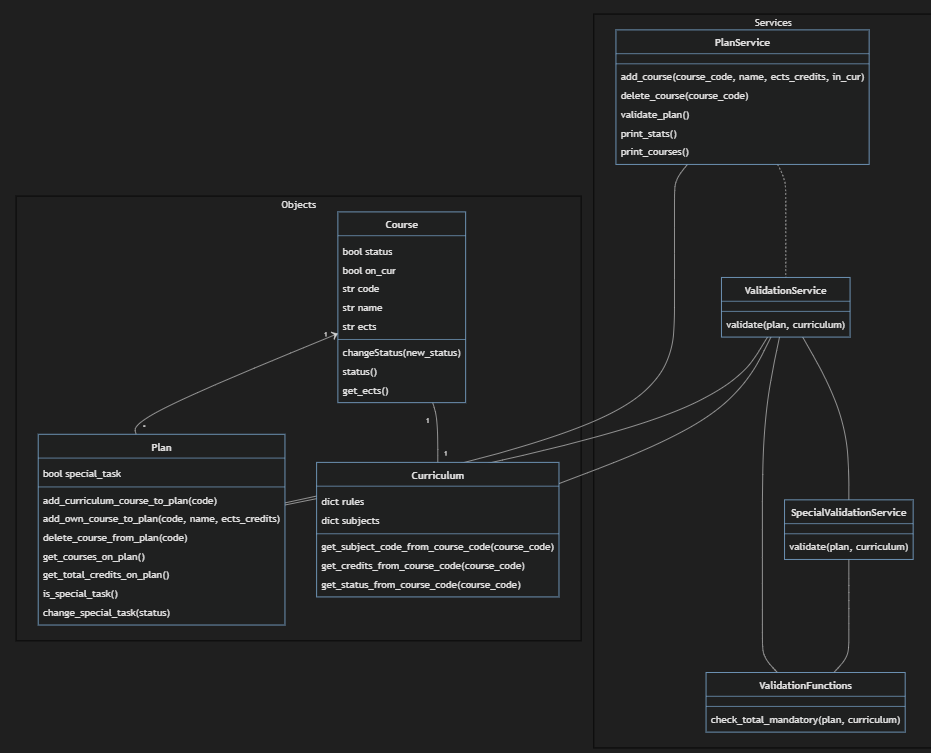 Services
PlanService
add_course(course_code, name, ects_credits, in_cur)
delete_course(course_code)
validate_plan()
print_stats()
print_courses()
Objects
Course
bool status
bool on_cur
str code
str name
str ects
changeStatus(new_status)
status()
get_ects()
ValidationService
validate(plan, curriculum)
1
*
1
1
Plan
bool special_task
add_curriculum_course_to_plan(code)
add_own_course_to_plan(code, name, ects_credits)
delete_course_from_plan(code)
get_courses_on_plan()
get_total_credits_on_plan()
is_special_task()
change_special_task(status)
Curriculum
dict rules
dict subjects
get_subject_code_from_course_code(course_code)
get_credits_from_course_code(code)
get_status_from_course_code(code)
SpecialValidationService
validate(plan, curriculum)
ValidationFunctions
check_total_mandatory(plan, curriculum)